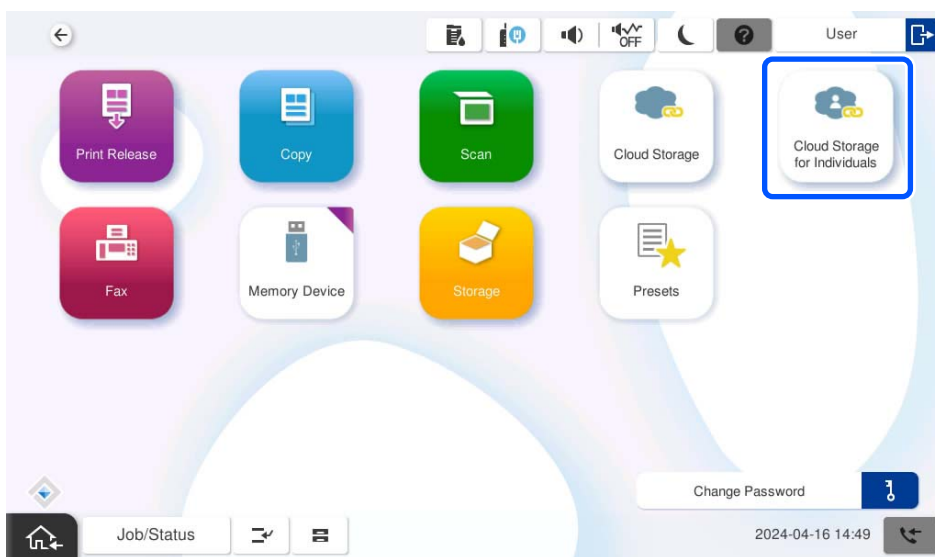 OFF
User
Print Release
Copy
Scan
Cloud Storage
Cloud Storage
for Individuals
Fax
Memory Device
Storage
Presets
Change Password
Job/Status
2024-04-16 14:49